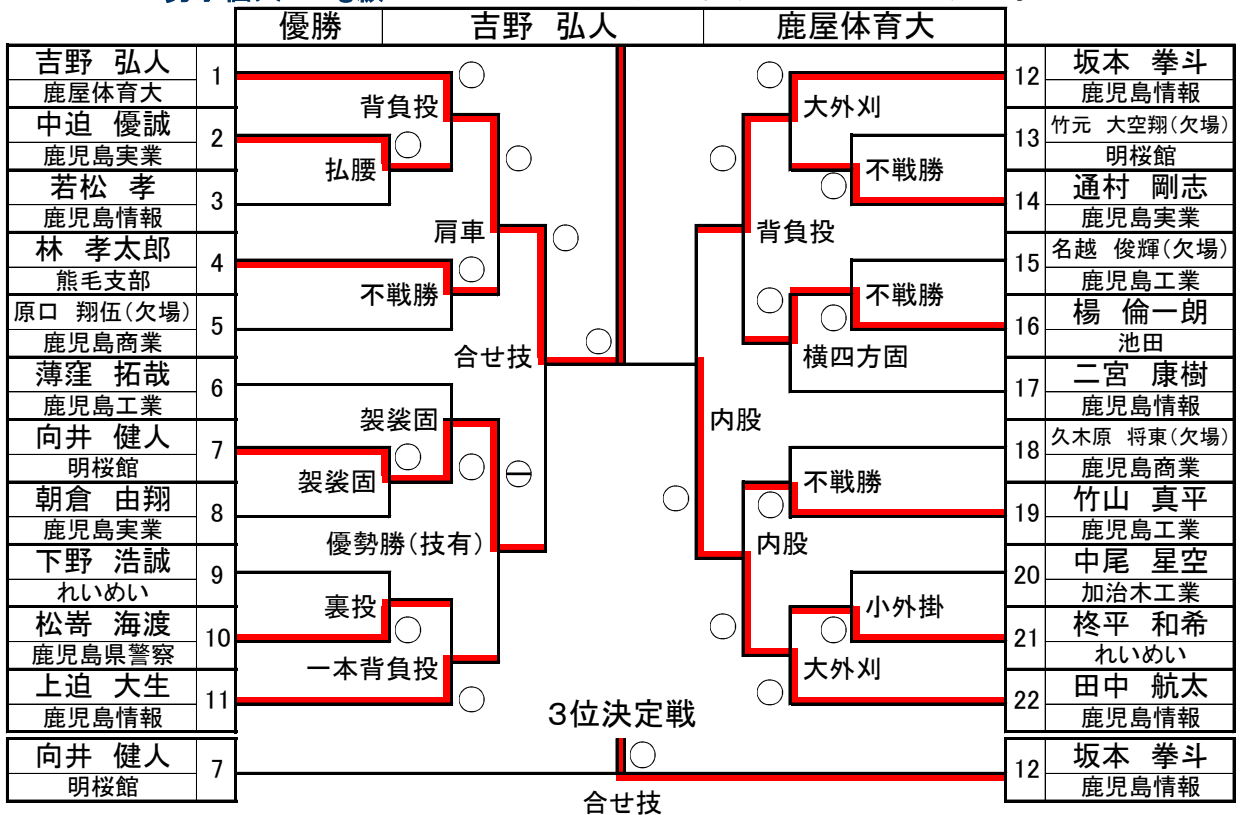 優勝 吉野 弘人 鹿屋体育大
吉野 弘人
鹿屋体育大
1
中迫 優誠
鹿児島実業
2
若松 孝
鹿児島情報
3
林 孝太郎
熊毛支部
4
原口 翔伍(欠場)
鹿児島商業
5
薄窪 拓哉
鹿児島工業
6
向井 健人
明桜館
7
朝倉 由翔
鹿児島実業
8
下野 浩誠
れいめい
9
松嵜 海渡
鹿児島県警察
10
上迫 大生
鹿児島情報
11
背負投
払腰
肩車
不戦勝
合せ技
袈裟固
袈裟固
優勢勝(技有)
裏投
一本背負投
大外刈
不戦勝
背負投
不戦勝
横四方固
内股
不戦勝
内股
小外掛
大外刈
12
坂本 拳斗
鹿児島情報
13
竹元 大空翔(欠場)
明桜館
14
通村 剛志
鹿児島実業
15
名越 俊輝(欠場)
鹿児島工業
16
楊 倫一朗
池田
17
二宮 康樹
鹿児島情報
18
久木原 将東(欠場)
鹿児島商業
19
竹山 真平
鹿児島工業
20
中尾 星空
加治木工業
21
柊平 和希
れいめい
22
田中 航太
鹿児島情報
3位決定戦
向井 健人
明桜館
7
合せ技
12
坂本 拳斗
鹿児島情報